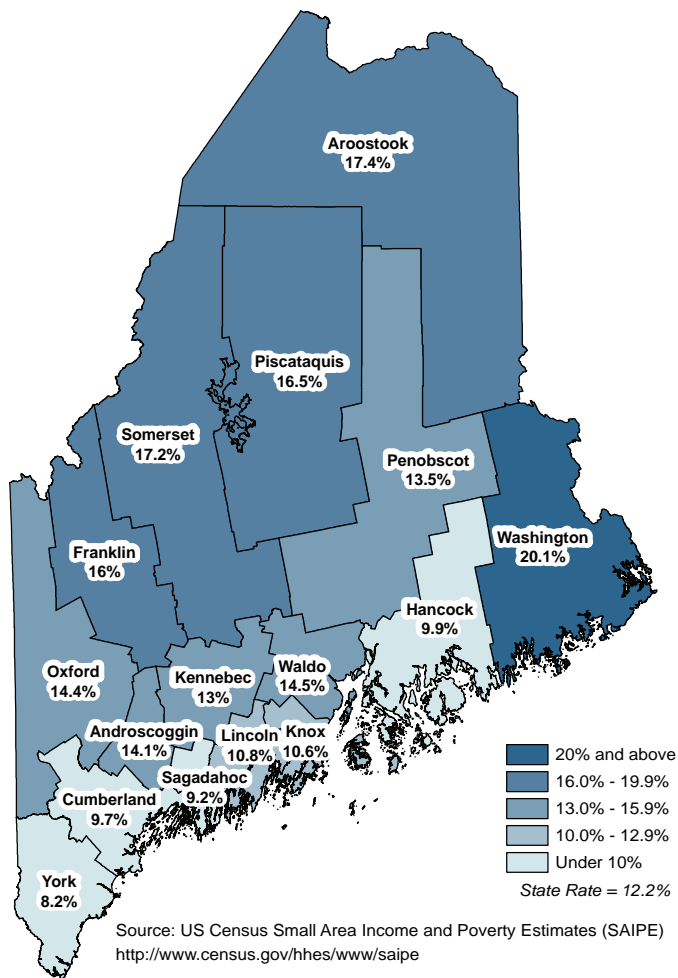 Aroostook
17.4%
Piscataquis
16.5%
Somerset
17.2%
Penobscot
13.5%
Washington
20.1%
Franklin
16%
Hancock
9.9%
Oxford
14.4%
Kennebec
13%
Waldo
14.5%
Androscoggin
14.1%
Lincoln
10.8%
Knox
10.6%
Sagadahoc
9.2%
Cumberland
9.7%
York
8.2%
20% and above
16.0% - 19.9%
13.0% - 15.9%
10.0% - 12.9%
Under 10%
State Rate = 12.2%
Source: US Census Small Area Income and Poverty Estimates (SAIPE)
http://www.census.gov/hhes/www/saipe